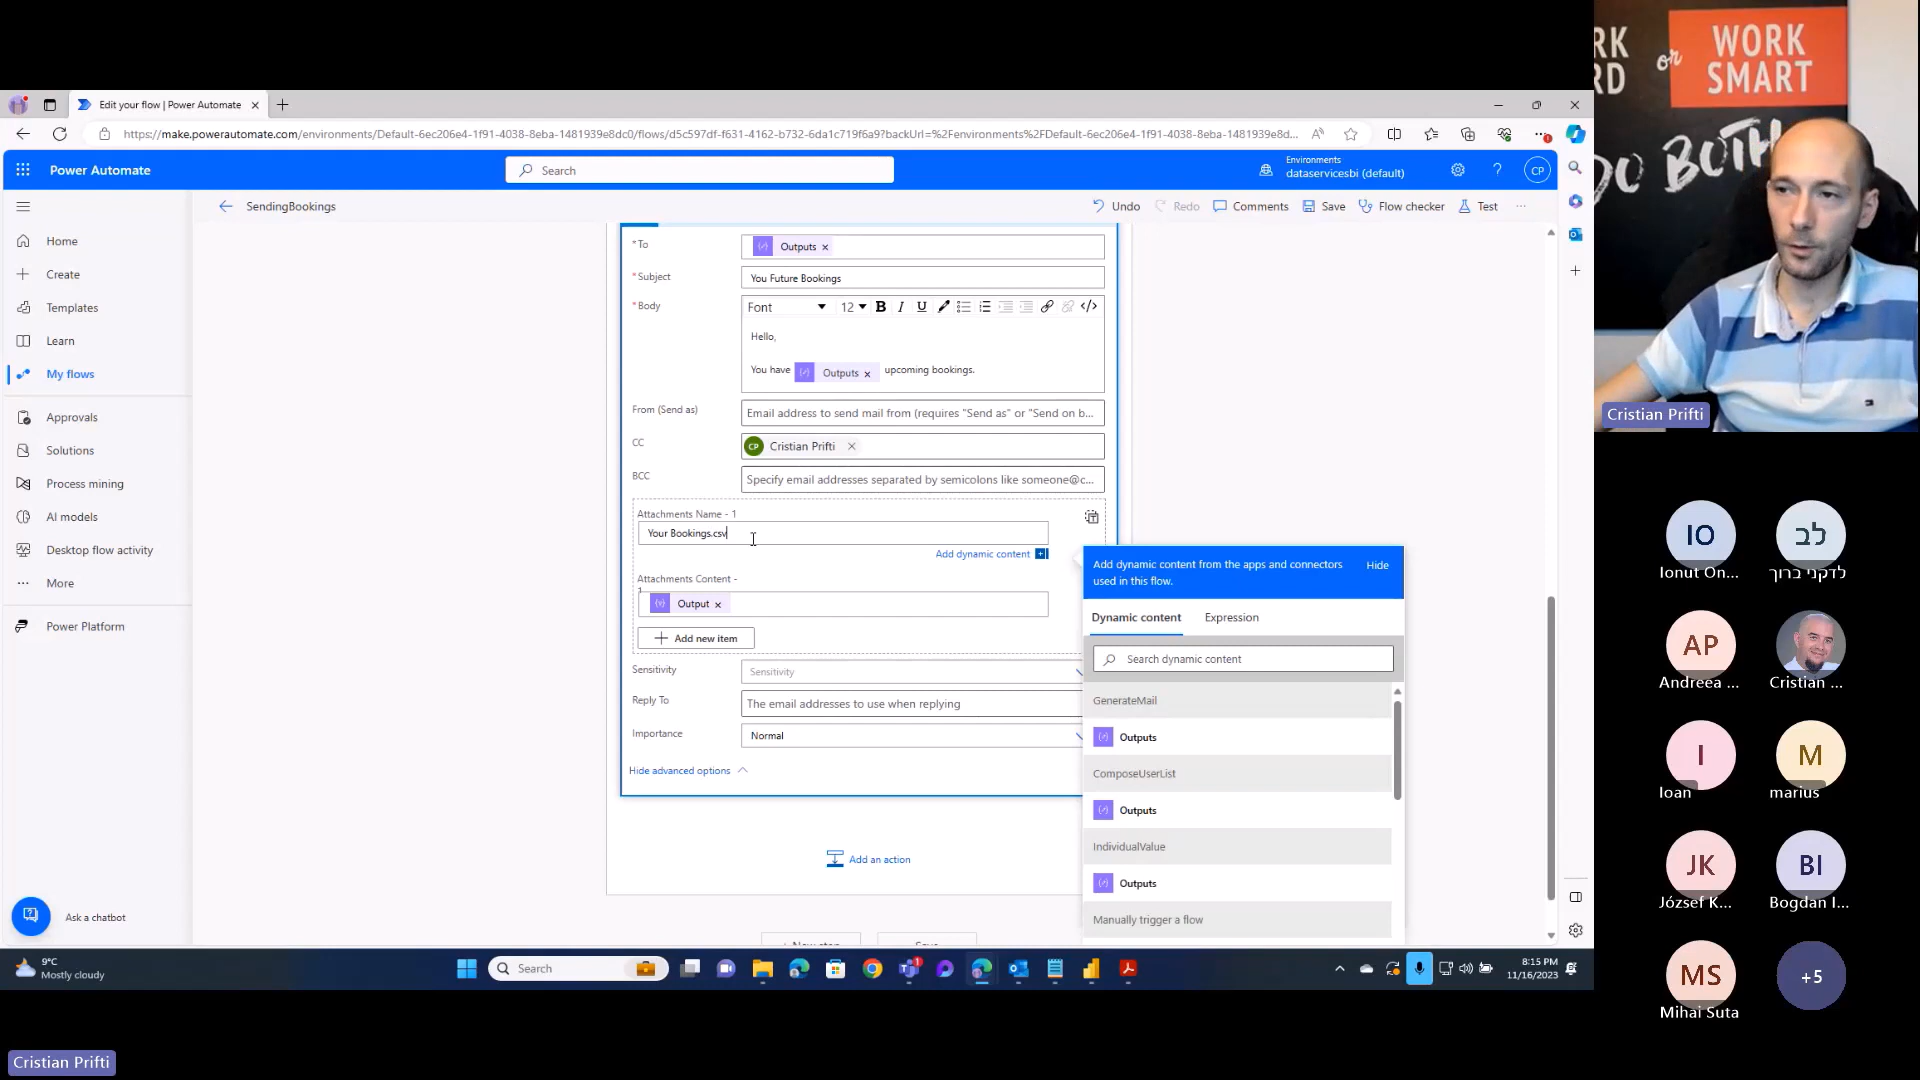 Edit your flow | Power Automate
https://make.powerautomate.com/environments/Default-6ec206e4-1f91-4038-8eba-1481939e8dc0/flows/d5c597df-f631-4162-b732-6da1c719f6a9?backUrl=%2Fenvironments%2FDefault-6ec206e4-1f91-4038-8eba-1481939e8d...
Power Automate
Search
Environments
dataservicesbi (default)
CP
SendingBookings
Undo
Redo
Comments
Save
Flow checker
Test
Home
Create
Templates
Learn
My flows
Approvals
Solutions
Process mining
AI models
Desktop flow activity
More
Power Platform
Ask a chatbot
* To
Outputs
* Subject
You Future Bookings
* Body
Font
12
B I U
Hello,
You have Outputs upcoming bookings.
From (Send as)
Email address to send mail from (requires "Send as" or "Send on b...
CC
CP Cristian Prifti
BCC
Specify email addresses separated by semicolons like someone@c...
Attachments Name - 1
Your Bookings.csv
Add dynamic content
Attachments Content -
1
Output
Add new item
Sensitivity
Sensitivity
Reply To
The email addresses to use when replying
Importance
Normal
Hide advanced options
Add an action
Add dynamic content from the apps and connectors
used in this flow.
Hide
Dynamic content
Expression
Search dynamic content
GenerateMail
Outputs
ComposeUserList
Outputs
IndividualValue
Outputs
Manually trigger a flow
+ New step
Save
9°C
Mostly cloudy
Search
8:15 PM
11/16/2023
RK
RD
or
WORK
SMART
DO BOTH
Cristian Prifti
IO
Ionut On...
לב
לדקני ברוך
AP
Andreea ...
Cristian ...
I
Ioan
M
marius
JK
József K...
BI
Bogdan I...
MS
Mihai Suta
+5
Cristian Prifti